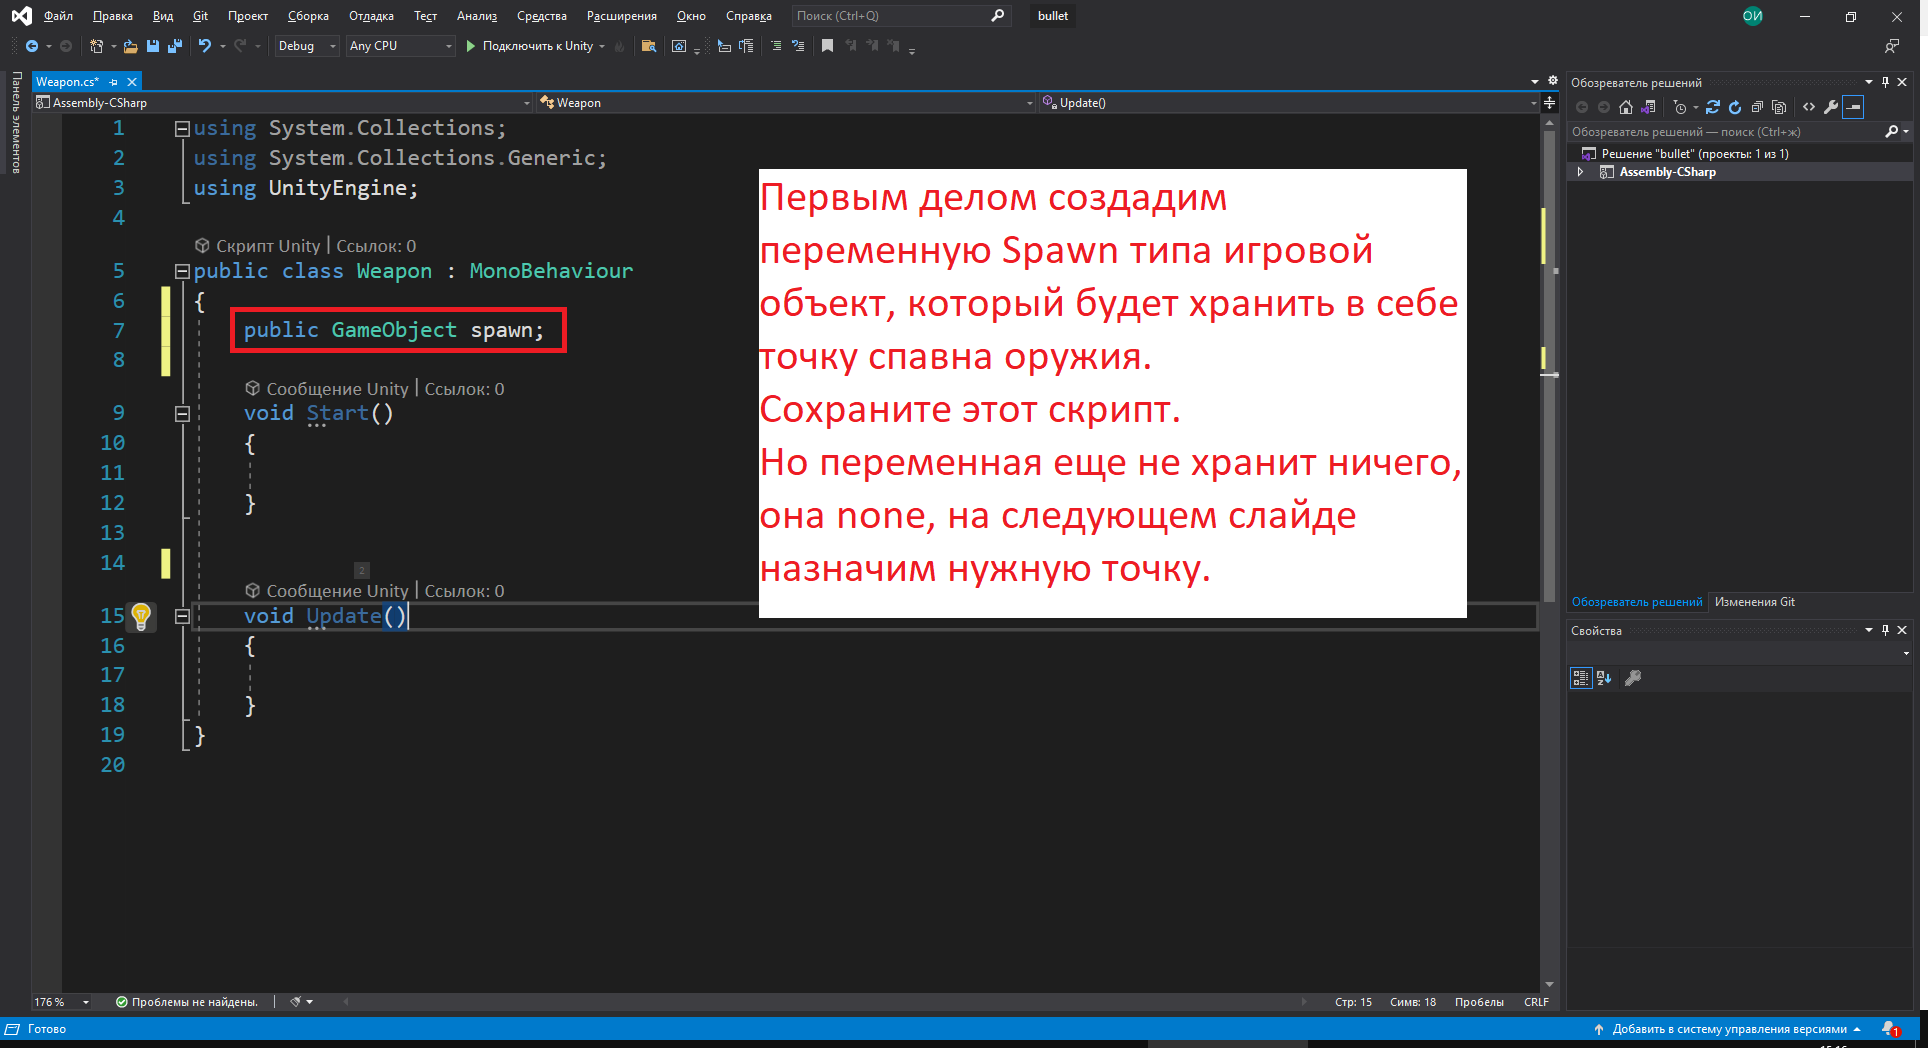 Файл Правка Вид Git Проект Сборка Отладка Тест Анализ Средства Расширения Окно Справка Поиск (Ctrl+Q) bullet ОИ
Debug Any CPU Подключить к Unity
Панель элементов
Weapon.cs*
Assembly-CSharp Weapon Update()
1 using System.Collections;
2 using System.Collections.Generic;
3 using UnityEngine;
4
Скрипт Unity | Ссылок: 0
5 public class Weapon : MonoBehaviour
6 {
7 public GameObject spawn;
8
Сообщение Unity | Ссылок: 0
9 void Start()
10 {
11
12 }
13
14
2
Сообщение Unity | Ссылок: 0
15 void Update()
16 {
17
18 }
19 }
20
Первым делом создадим
переменную Spawn типа игровой
объект, который будет хранить в себе
точку спавна оружия.
Сохраните этот скрипт.
Но переменная еще не хранит ничего,
она none, на следующем слайде
назначим нужную точку.
Обозреватель решений
Обозреватель решений — поиск (Ctrl+ж)
Решение "bullet" (проекты: 1 из 1)
Assembly-CSharp
Обозреватель решений Изменения Git
Свойства
176 % Проблемы не найдены. Стр: 15 Симв: 18 Пробелы CRLF
Готово Добавить в систему управления версиями 1